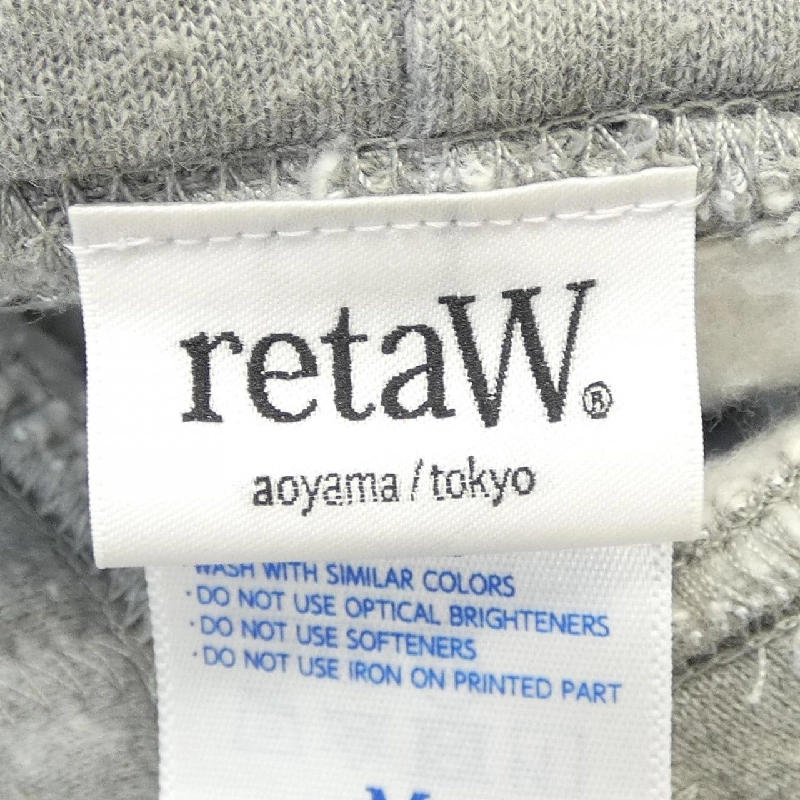 retaW®
aoyama / tokyo
WASH WITH SIMILAR COLORS
·DO NOT USE OPTICAL BRIGHTENERS
·DO NOT USE SOFTENERS
·DO NOT USE IRON ON PRINTED PART
M